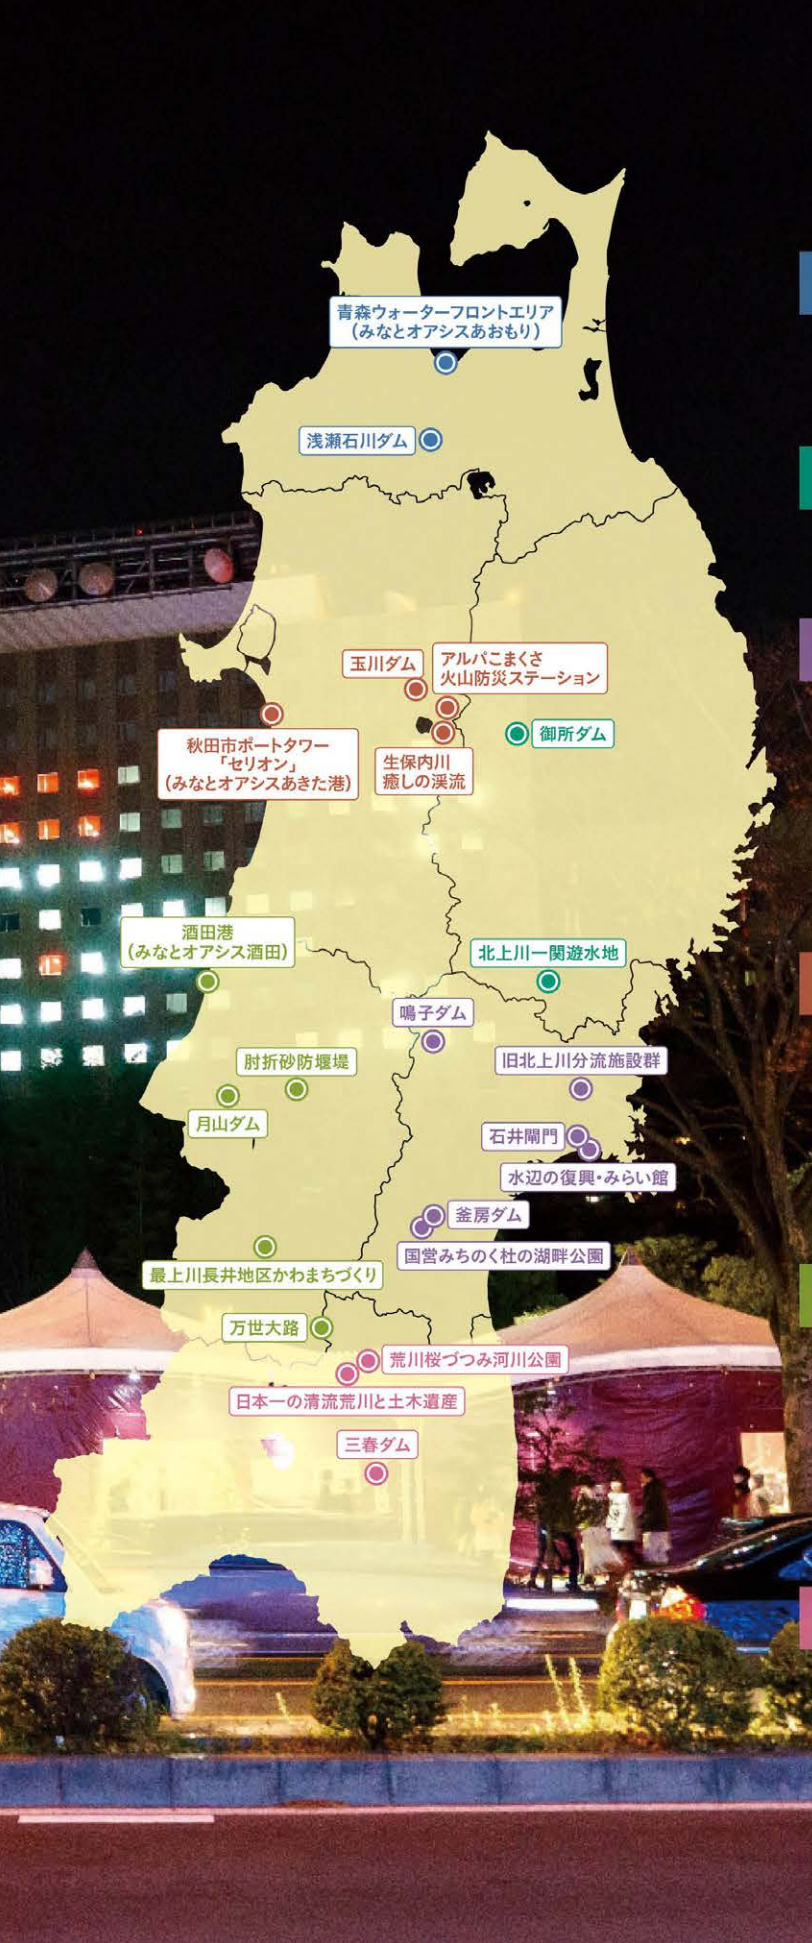 青森ウォーターフロントエリア
(みなとオアシスあおもり)
浅瀬石川ダム
玉川ダム
アルパこまくさ
火山防災ステーション
秋田市ポートタワー
「セリオン」
(みなとオアシスあきた港)
生保内川
癒しの渓流
御所ダム
酒田港
(みなとオアシス酒田)
北上川一関遊水地
鳴子ダム
肘折砂防堰堤
旧北上川分流施設群
月山ダム
石井閘門
水辺の復興・みらい館
釜房ダム
国営みちのく杜の湖畔公園
最上川長井地区かわまちづくり
万世大路
荒川桜づつみ河川公園
日本一の清流荒川と土木遺産
三春ダム